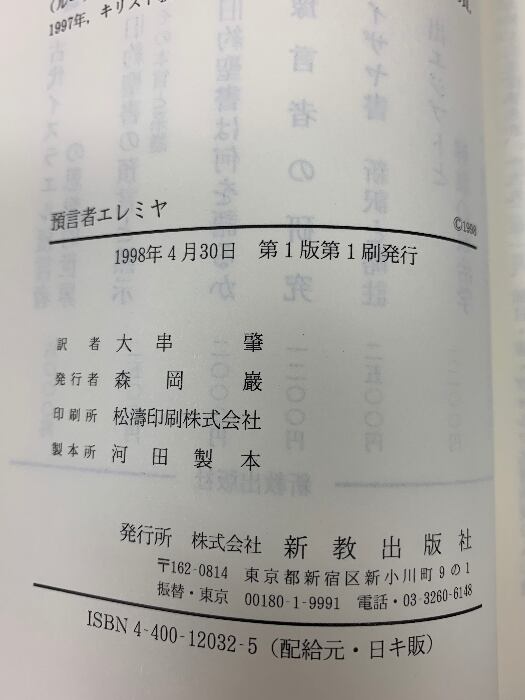 1997年，キリスト
預言者エレミヤ
©1998
1998年4月30日　第1版第1刷発行
訳　者　大　串　　肇
発行者　森　岡　　巌
印刷所　松濤印刷株式会社
製本所　河　田　製　本
発行所　株式会社　新　教　出　版　社
〒162-0814　東京都新宿区新小川町9の1
振替・東京　00180-1-9991　電話・03-3260-6148
ISBN 4-400-12032-5（配給元・日キ販）